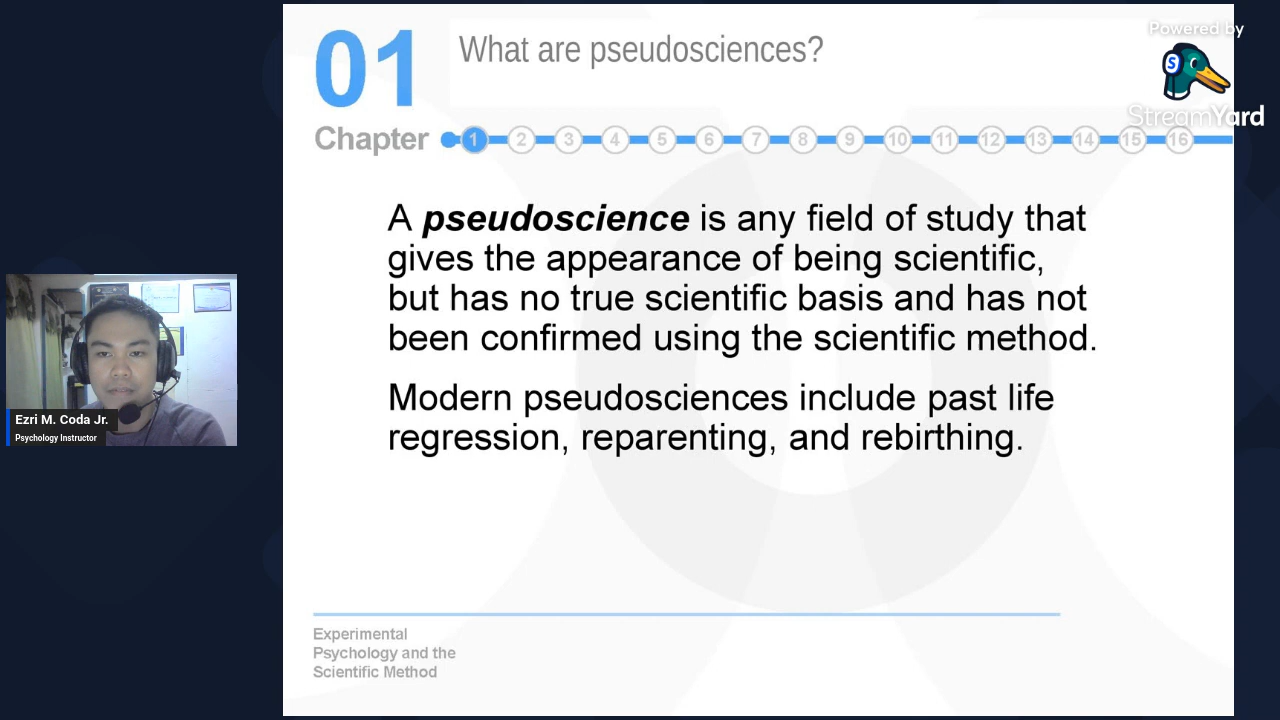 01
What are pseudosciences?
Powered by
S
StreamYard
Chapter 1 2 3 4 5 6 7 8 9 10 11 12 13 14 15 16
A pseudoscience is any field of study that
gives the appearance of being scientific,
but has no true scientific basis and has not
been confirmed using the scientific method.
Modern pseudosciences include past life
regression, reparenting, and rebirthing.
Ezri M. Coda Jr.
Psychology Instructor
Experimental
Psychology and the
Scientific Method